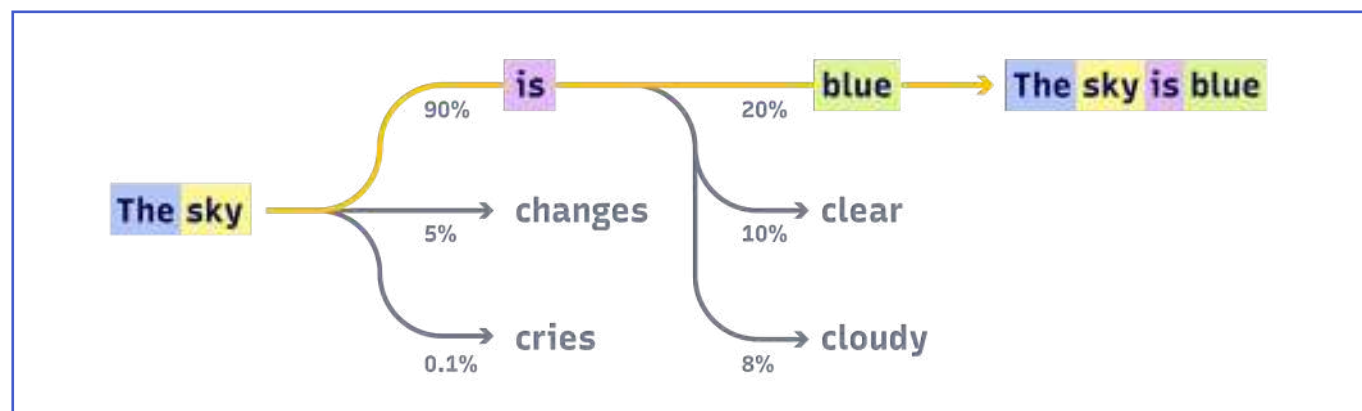 is
blue
The sky is blue
90%
20%
The sky
changes
clear
5%
10%
cries
cloudy
0.1%
8%